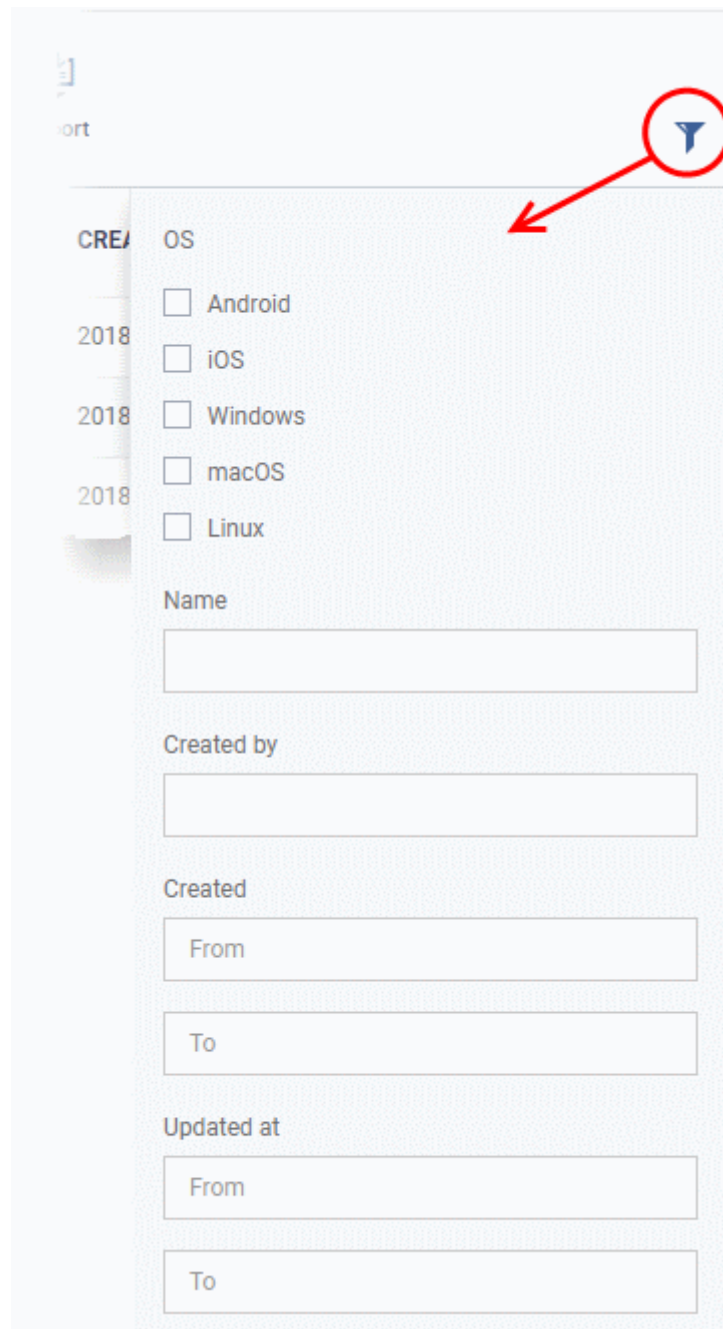 ort
CREA
OS
Android
2018
iOS
2018
Windows
macOS
2018
Linux
Name
Created by
Created
From
To
Updated at
From
To